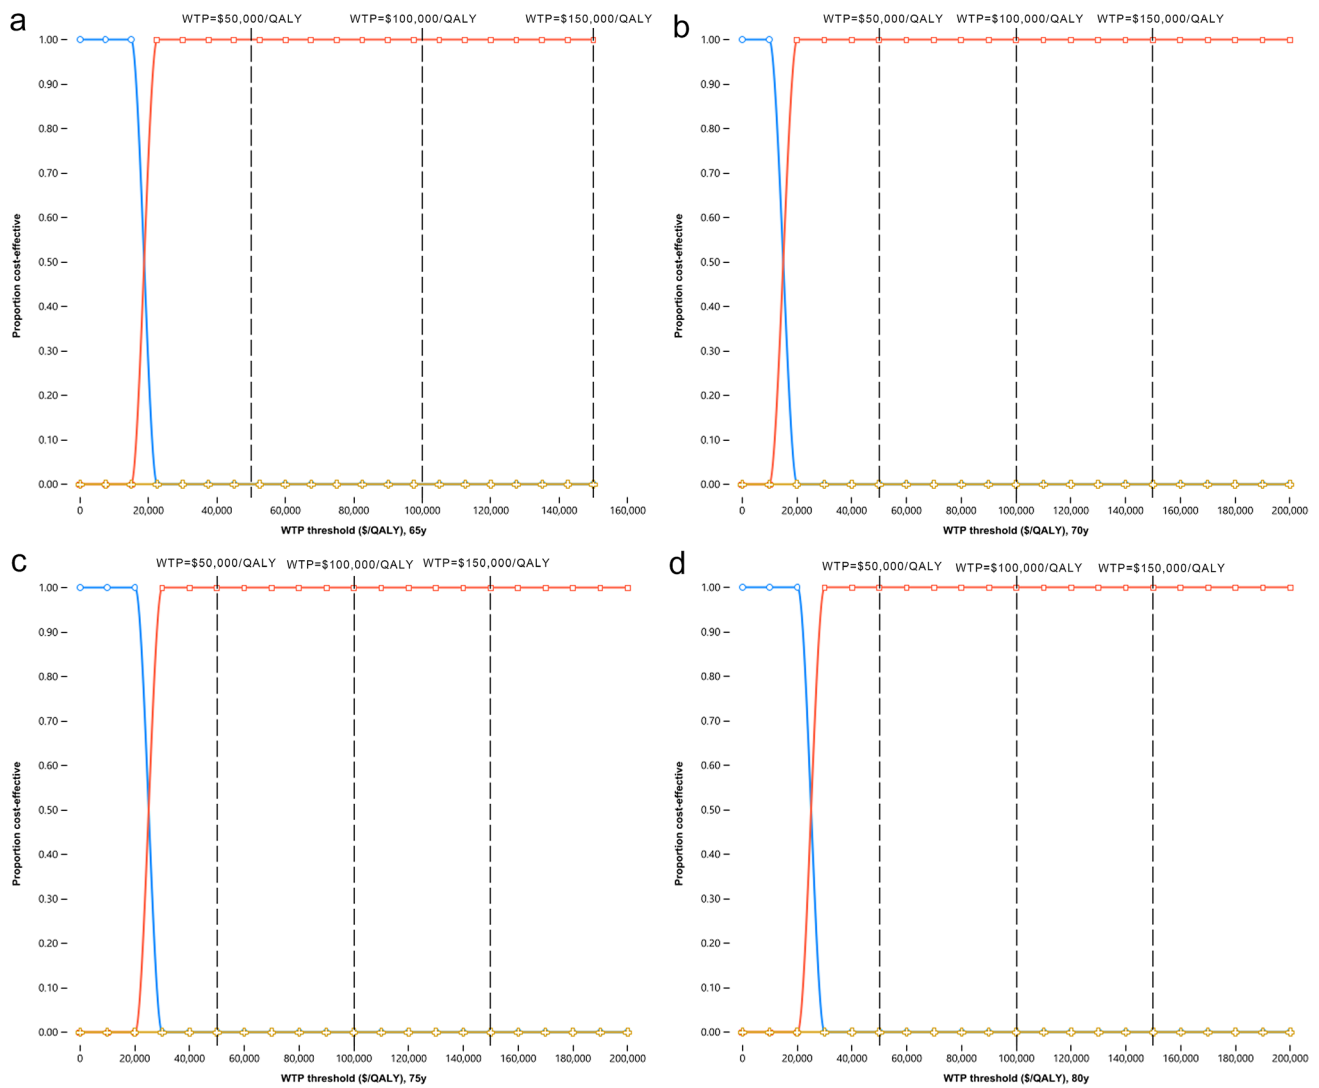 a
WTP=$50,000/QALY WTP=$100,000/QALY WTP=$150,000/QALY
1.00
0.90
0.80
0.70
0.60
0.50
0.40
0.30
0.20
0.10
0.00
Proportion cost-effective
0 20,000 40,000 60,000 80,000 100,000 120,000 140,000 160,000
WTP threshold ($/QALY), 65y
b
WTP=$50,000/QALY WTP=$100,000/QALY WTP=$150,000/QALY
1.00
0.90
0.80
0.70
0.60
0.50
0.40
0.30
0.20
0.10
0.00
Proportion cost-effective
0 20,000 40,000 60,000 80,000 100,000 120,000 140,000 160,000 180,000 200,000
WTP threshold ($/QALY), 70y
c
WTP=$50,000/QALY WTP=$100,000/QALY WTP=$150,000/QALY
1.00
0.90
0.80
0.70
0.60
0.50
0.40
0.30
0.20
0.10
0.00
Proportion cost-effective
0 20,000 40,000 60,000 80,000 100,000 120,000 140,000 160,000 180,000 200,000
WTP threshold ($/QALY), 75y
d
WTP=$50,000/QALY WTP=$100,000/QALY WTP=$150,000/QALY
1.00
0.90
0.80
0.70
0.60
0.50
0.40
0.30
0.20
0.10
0.00
Proportion cost-effective
0 20,000 40,000 60,000 80,000 100,000 120,000 140,000 160,000 180,000 200,000
WTP threshold ($/QALY), 80y